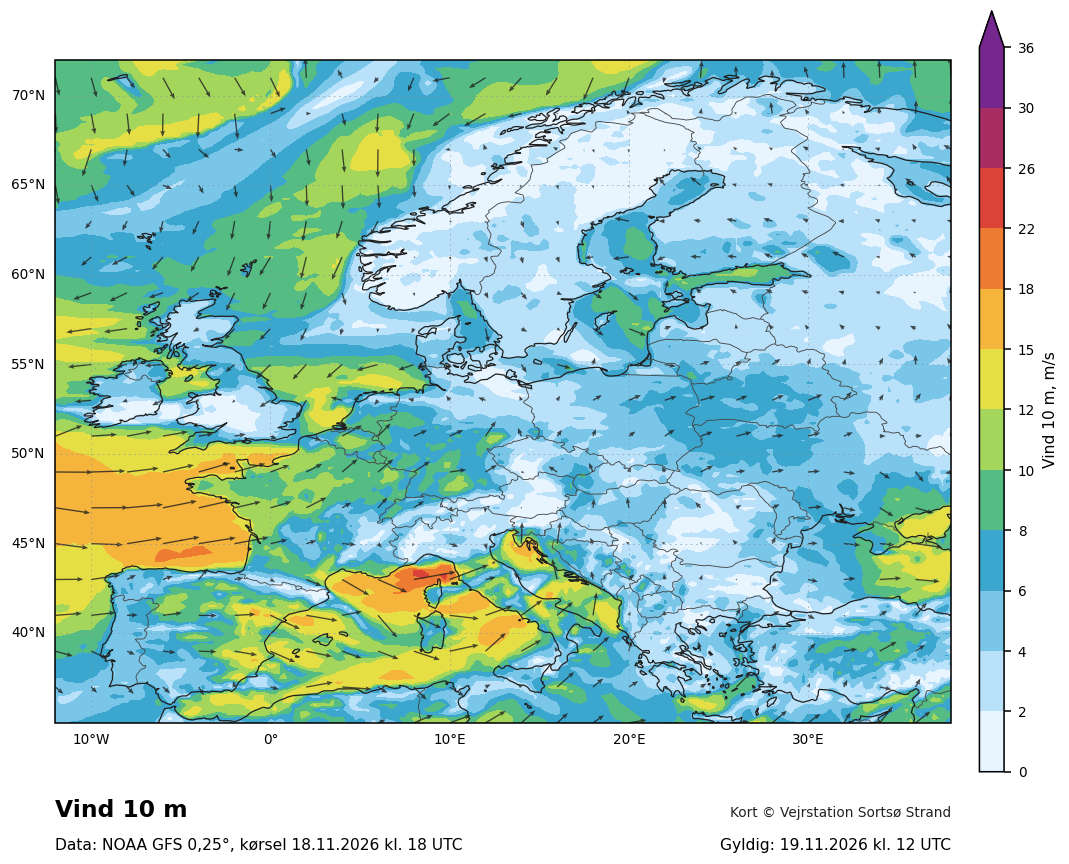 36
30
26
22
18
15
12
10
8
6
4
2
0
Vind 10 m, m/s
70°N
65°N
60°N
55°N
50°N
45°N
40°N
10°W
0°
10°E
20°E
30°E
Vind 10 m
Kort © Vejrstation Sortsø Strand
Data: NOAA GFS 0,25°, kørsel 18.11.2026 kl. 18 UTC
Gyldig: 19.11.2026 kl. 12 UTC